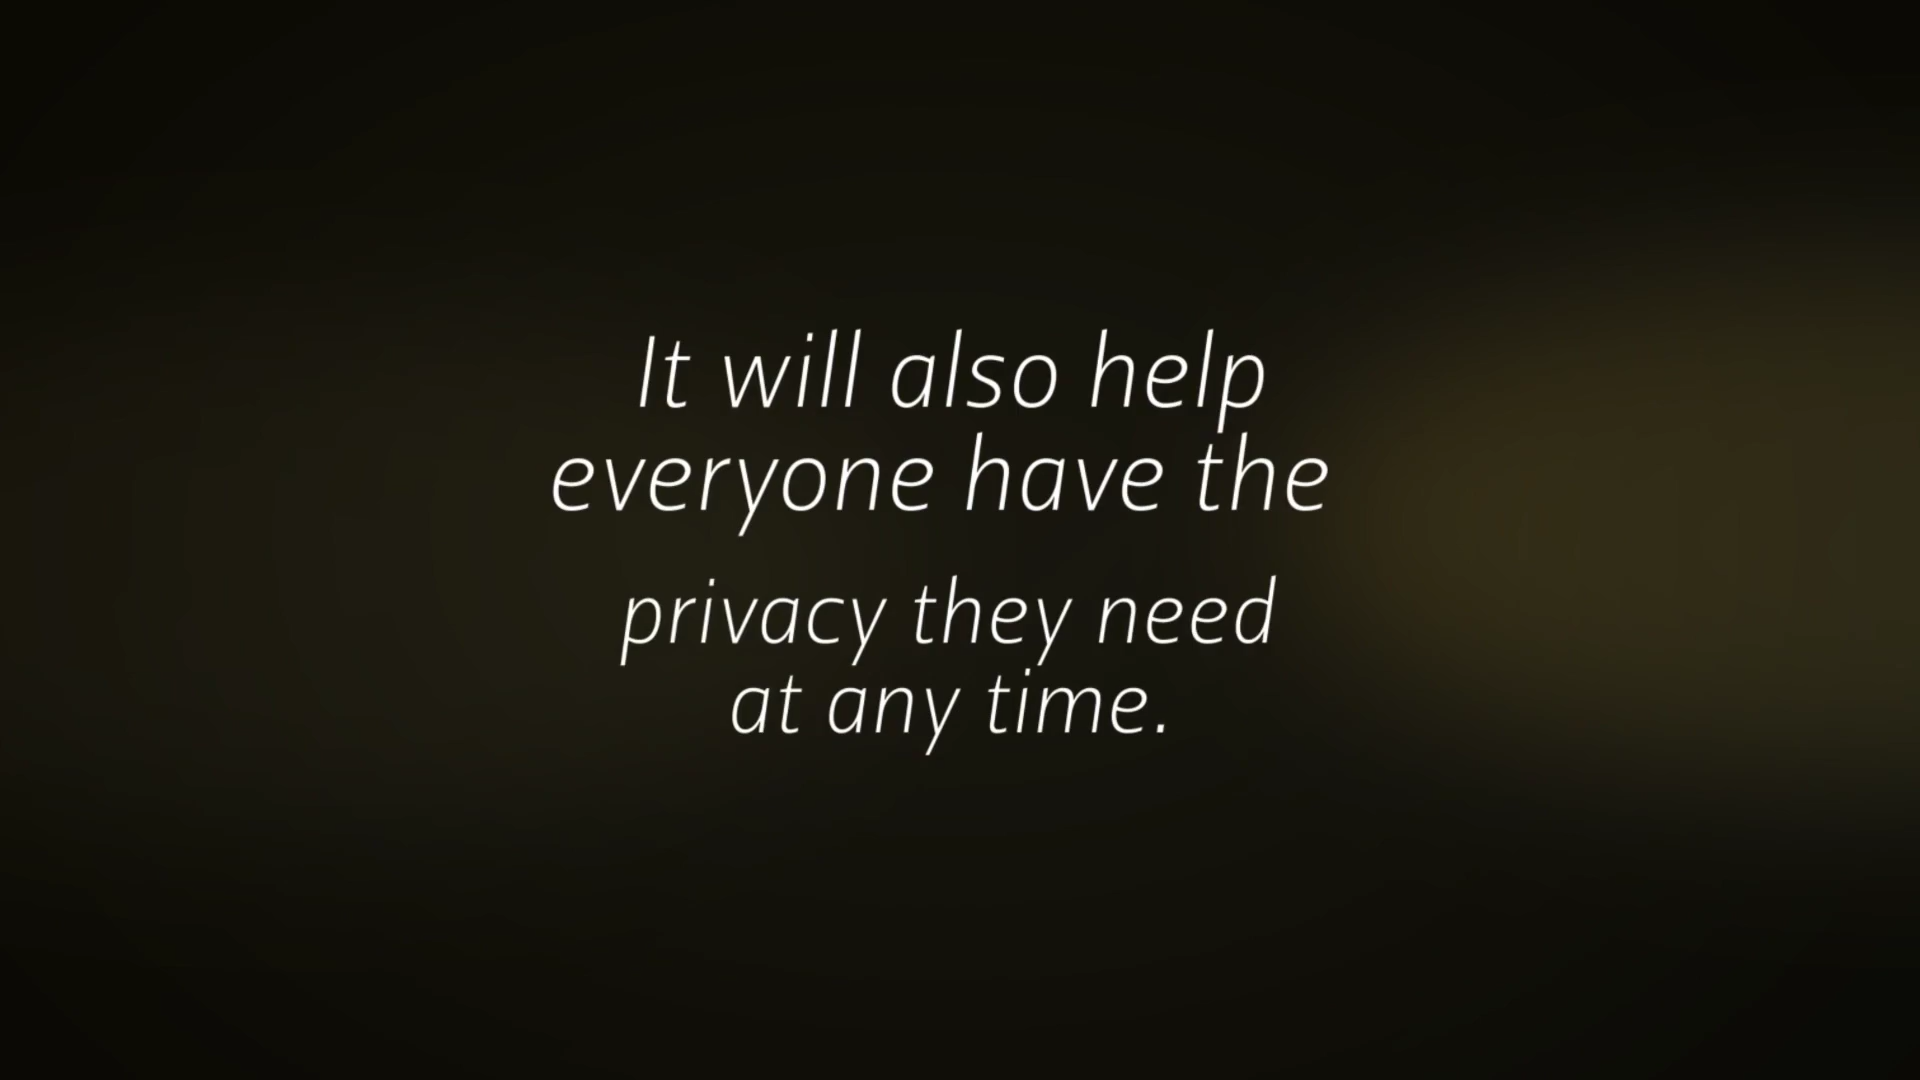 It will also help
everyone have the
privacy they need
at any time.